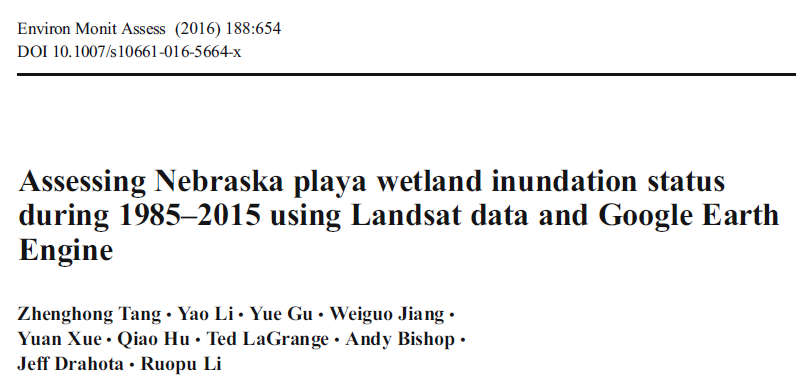 Environ Monit Assess (2016) 188:654
DOI 10.1007/s10661-016-5664-x
Assessing Nebraska playa wetland inundation status
during 1985–2015 using Landsat data and Google Earth
Engine
Zhenghong Tang • Yao Li • Yue Gu • Weiguo Jiang •
Yuan Xue • Qiao Hu • Ted LaGrange • Andy Bishop •
Jeff Drahota • Ruopu Li